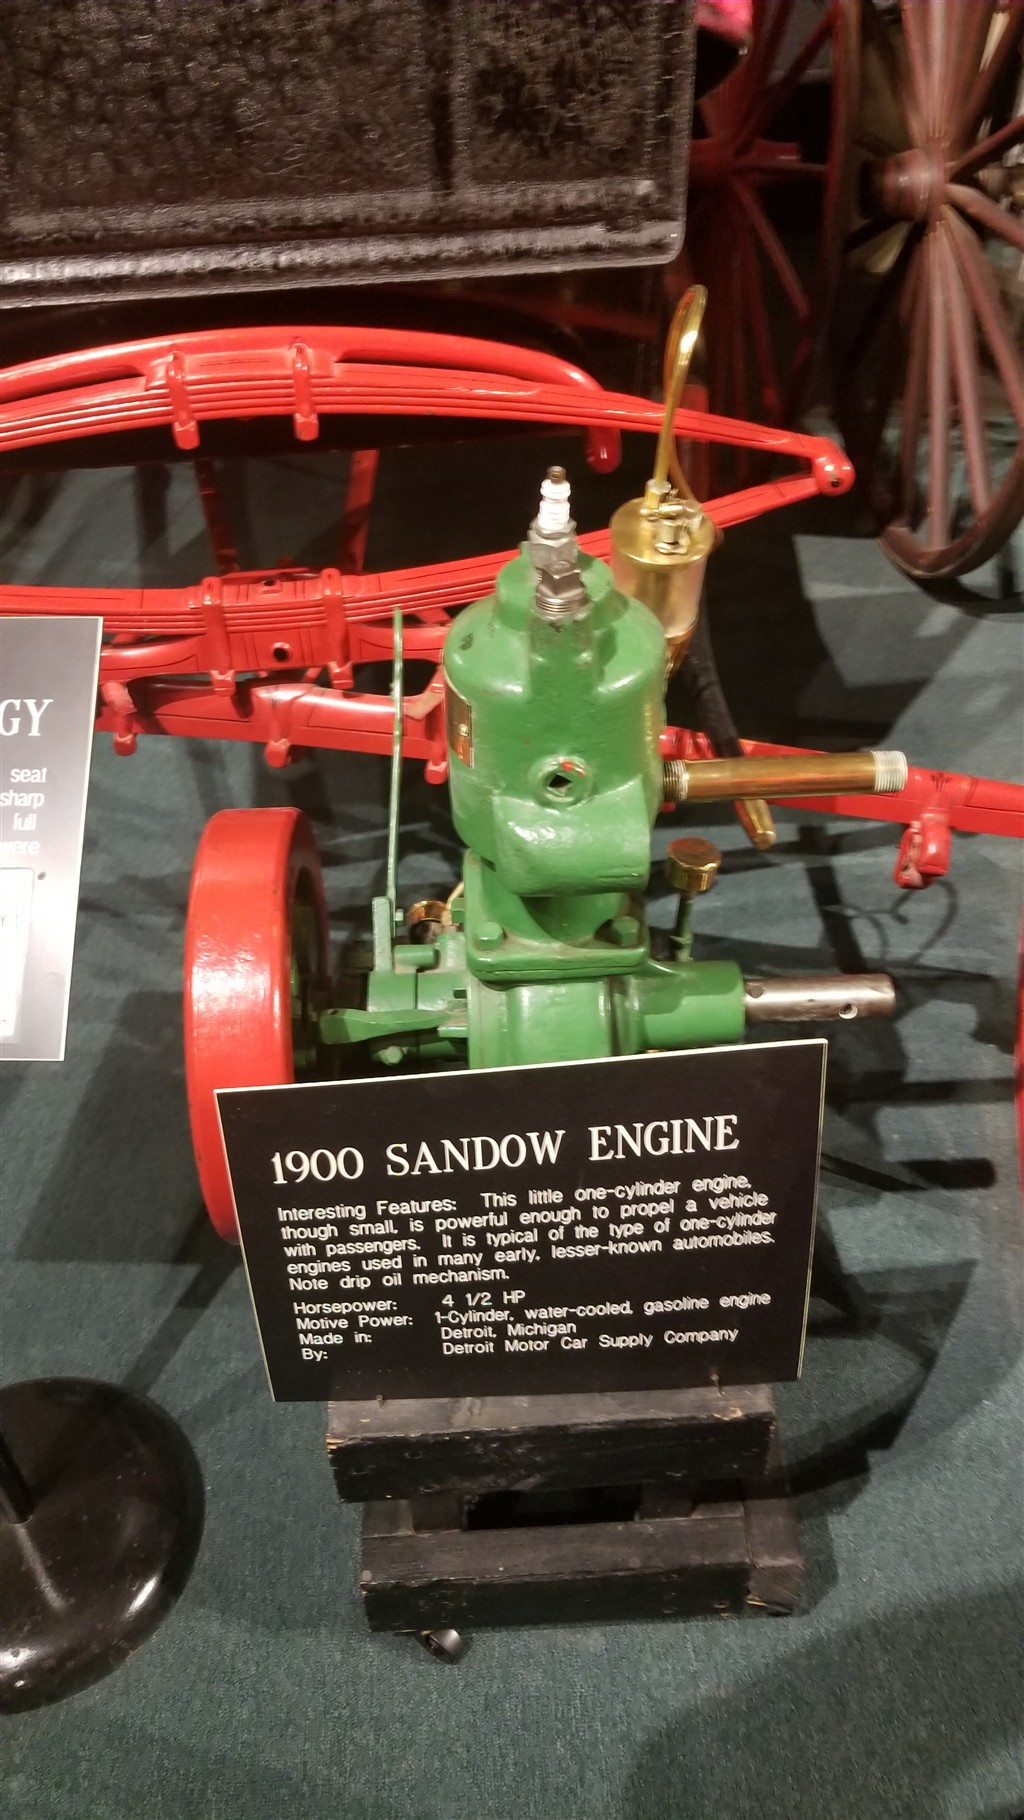 GY
seat
sharp
full
were
1900 SANDOW ENGINE
Interesting Features: This little one-cylinder engine,
though small, is powerful enough to propel a vehicle
with passengers. It is typical of the type of one-cylinder
engines used in many early, lesser-known automobiles.
Note drip oil mechanism.
Horsepower: 4 1/2 HP
Motive Power: 1-Cylinder, water-cooled, gasoline engine
Made in: Detroit, Michigan
By: Detroit Motor Car Supply Company